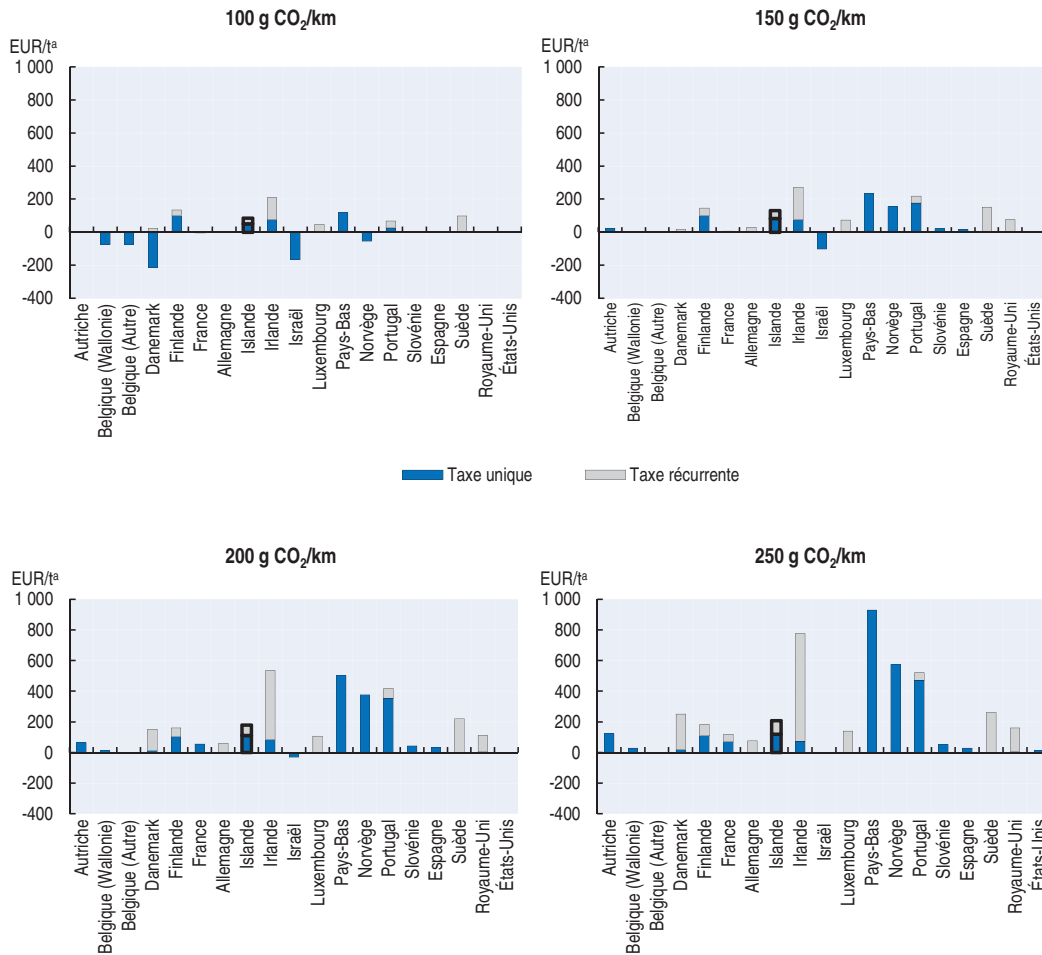 100 g CO₂/km
EUR/tᵃ
1 000
800
600
400
200
0
-200
-400
Autriche
Belgique (Wallonie)
Belgique (Autre)
Danemark
Finlande
France
Allemagne
Islande
Irlande
Israël
Luxembourg
Pays-Bas
Norvège
Portugal
Slovénie
Espagne
Suède
Royaume-Uni
États-Unis
150 g CO₂/km
EUR/tᵃ
1 000
800
600
400
200
0
-200
-400
Autriche
Belgique (Wallonie)
Belgique (Autre)
Danemark
Finlande
France
Allemagne
Islande
Irlande
Israël
Luxembourg
Pays-Bas
Norvège
Portugal
Slovénie
Espagne
Suède
Royaume-Uni
États-Unis
Taxe unique
Taxe récurrente
200 g CO₂/km
EUR/tᵃ
1 000
800
600
400
200
0
-200
-400
Autriche
Belgique (Wallonie)
Belgique (Autre)
Danemark
Finlande
France
Allemagne
Islande
Irlande
Israël
Luxembourg
Pays-Bas
Norvège
Portugal
Slovénie
Espagne
Suède
Royaume-Uni
États-Unis
250 g CO₂/km
EUR/tᵃ
1 000
800
600
400
200
0
-200
-400
Autriche
Belgique (Wallonie)
Belgique (Autre)
Danemark
Finlande
France
Allemagne
Islande
Irlande
Israël
Luxembourg
Pays-Bas
Norvège
Portugal
Slovénie
Espagne
Suède
Royaume-Uni
États-Unis